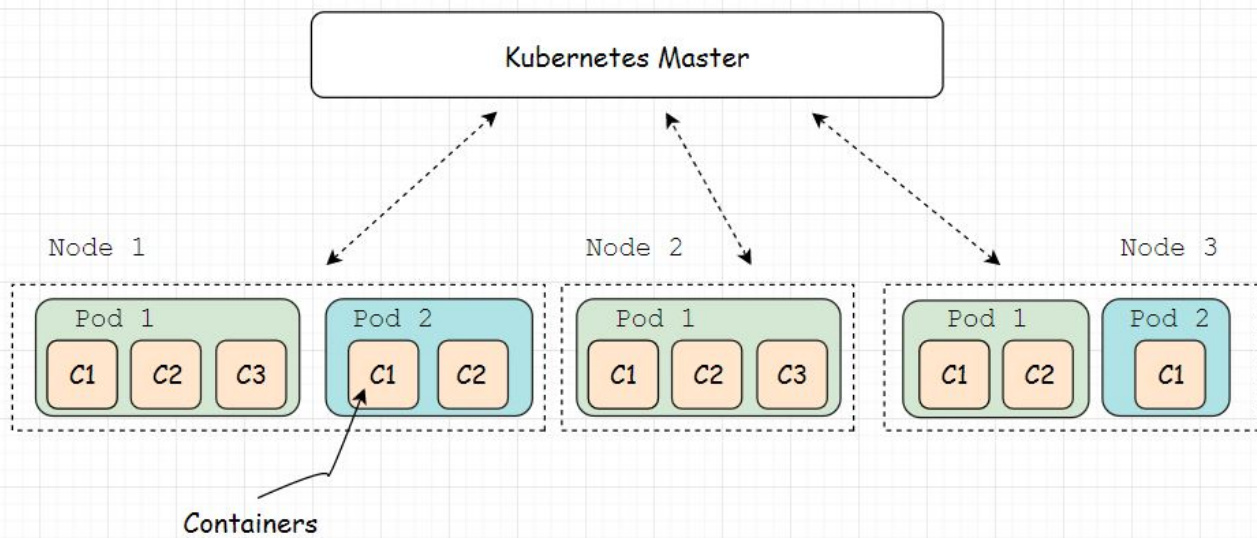 Kubernetes Master
Node 1
Node 2
Node 3
Pod 1
Pod 2
Pod 1
Pod 1
Pod 2
C1 C2 C3
C1 C2
C1 C2 C3
C1 C2
C1
Containers